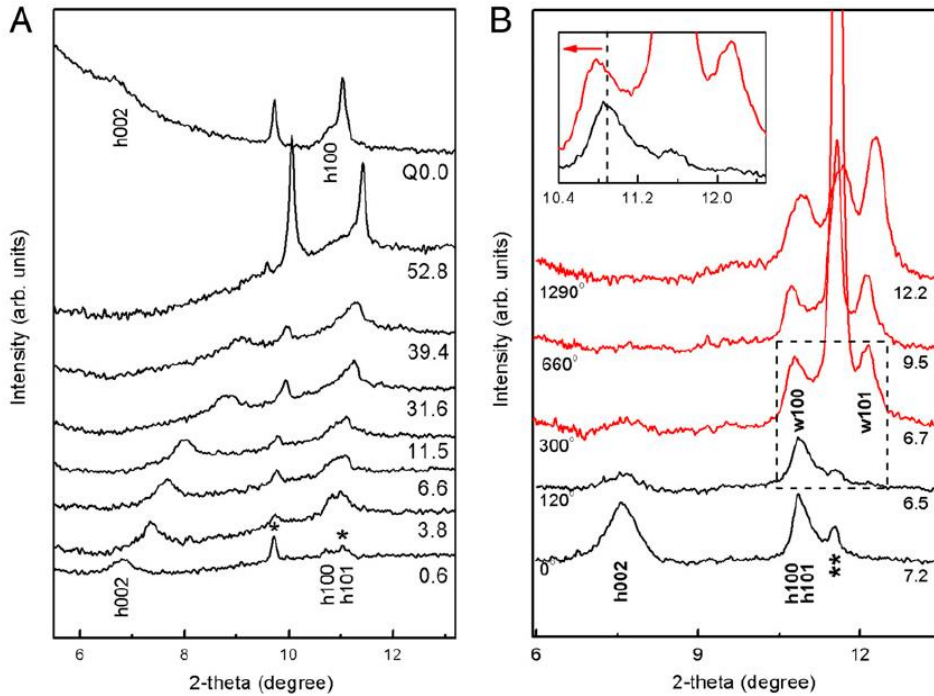 A
h002
h100
Q0.0
52.8
39.4
31.6
11.5
6.6
3.8
*
*
0.6
h002
h100
h101
6
8
10
12
2-theta (degree)
Intensity (arb. units)
B
10.4
11.2
12.0
1290°
12.2
660°
9.5
w100
w101
300°
6.7
120°
6.5
0°
7.2
h002
h100
h101
**
6
9
12
2-theta (degree)
Intensity (arb. units)